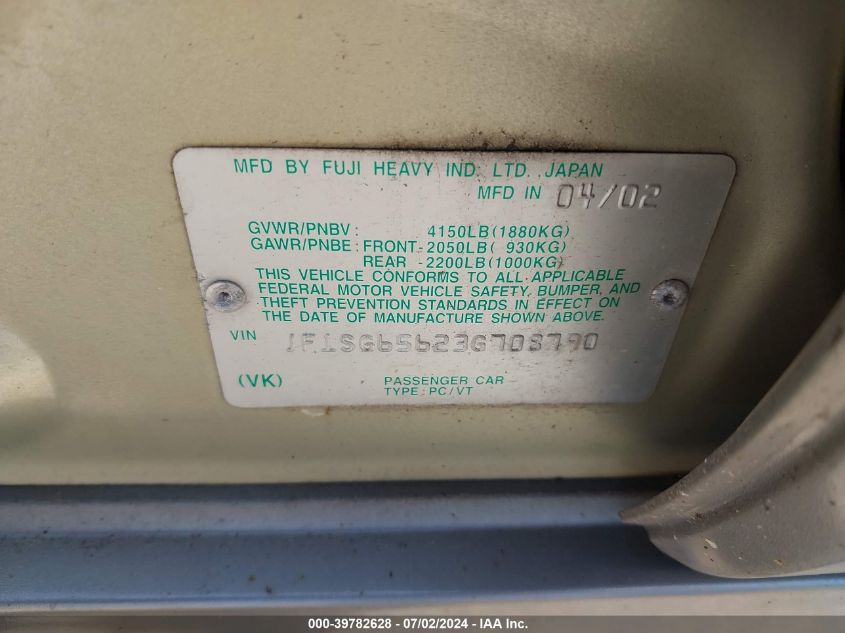 MFD BY FUJI HEAVY IND. LTD. JAPAN
MFD IN 04/02
GVWR/PNBV : 4150LB(1880KG)
GAWR/PNBE : FRONT-2050LB( 930KG)
REAR -2200LB(1000KG)
THIS VEHICLE CONFORMS TO ALL APPLICABLE
FEDERAL MOTOR VEHICLE SAFETY, BUMPER, AND
THEFT PREVENTION STANDARDS IN EFFECT ON
THE DATE OF MANUFACTURE SHOWN ABOVE.
VIN JF1SG65623G708790
(VK) PASSENGER CAR
TYPE : PC/VT
000-39782628 - 07/02/2024 - IAA Inc.